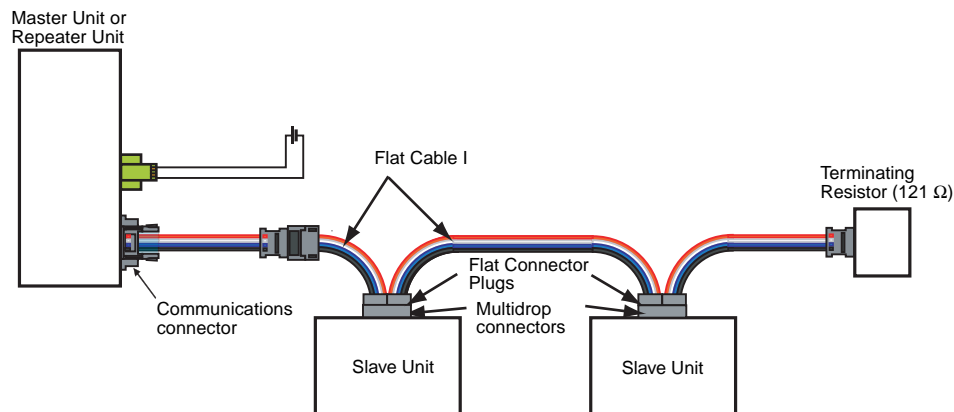 Master Unit or
Repeater Unit
Flat Cable I
Terminating
Resistor (121 Ω)
Communications
connector
Flat Connector
Plugs
Multidrop
connectors
Slave Unit
Slave Unit